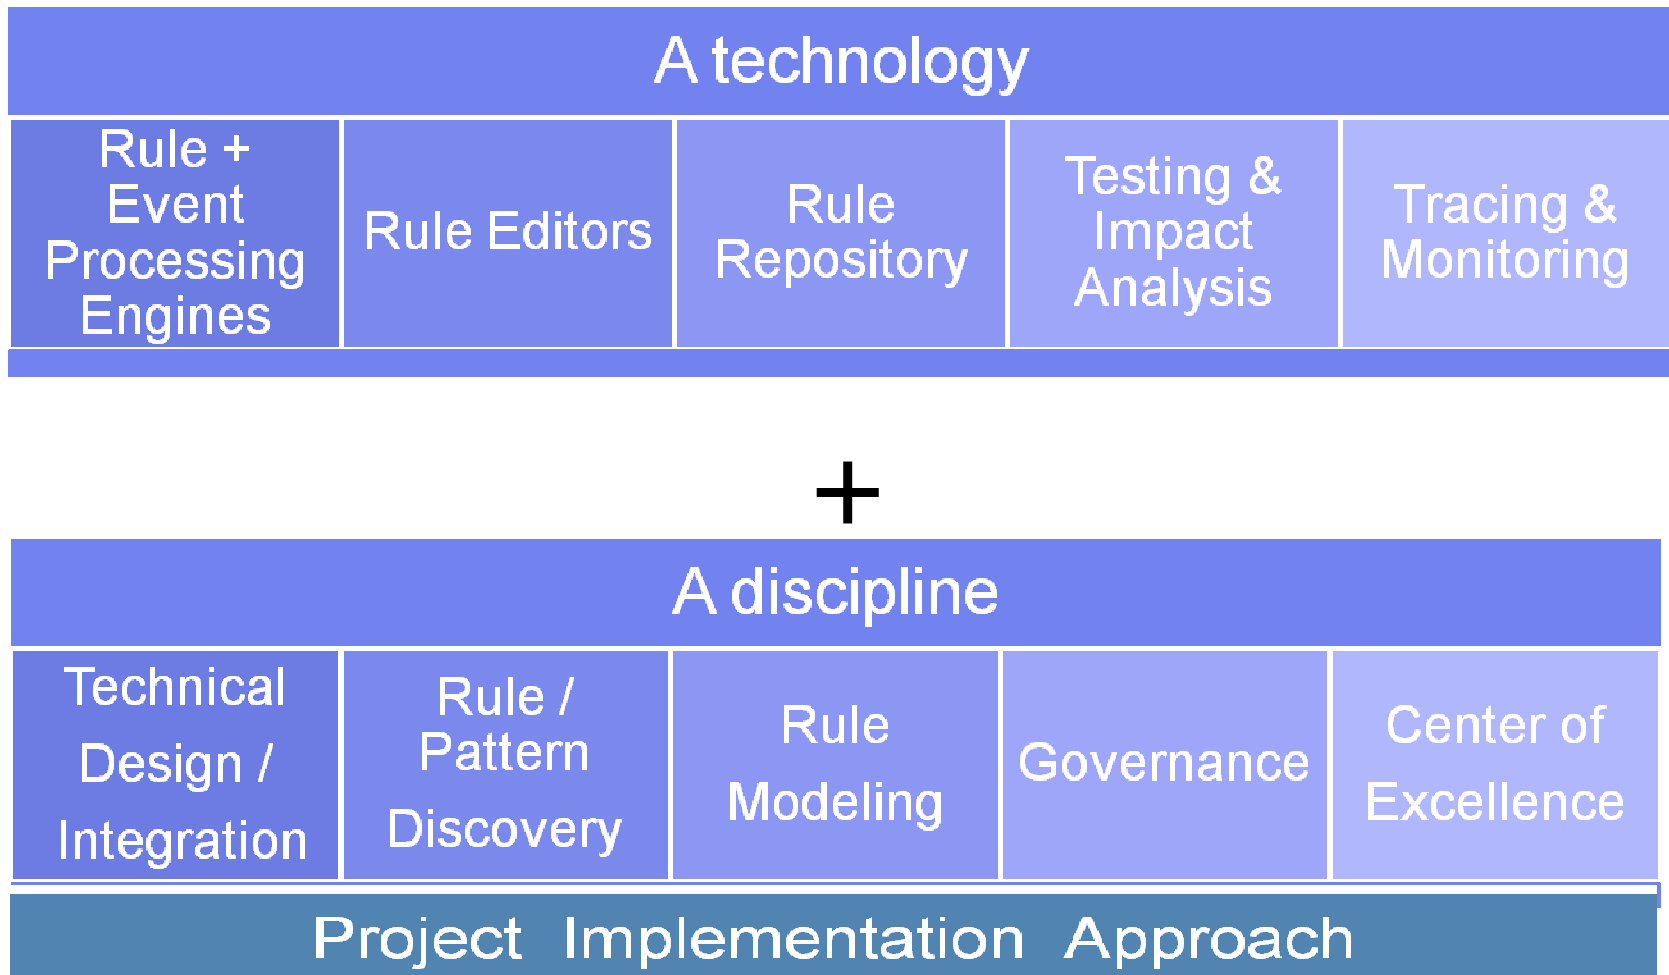 A technology
Rule +
Event
Processing
Engines
Rule Editors
Rule
Repository
Testing &
Impact
Analysis
Tracing &
Monitoring
+
A discipline
Technical
Design /
Integration
Rule /
Pattern
Discovery
Rule
Modeling
Governance
Center of
Excellence
Project Implementation Approach